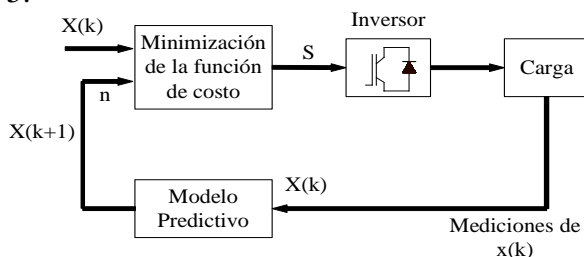 X(k)
Minimización
de la función
de costo
S
Inversor
Carga
n
X(k+1)
Modelo
Predictivo
X(k)
Mediciones de
x(k)